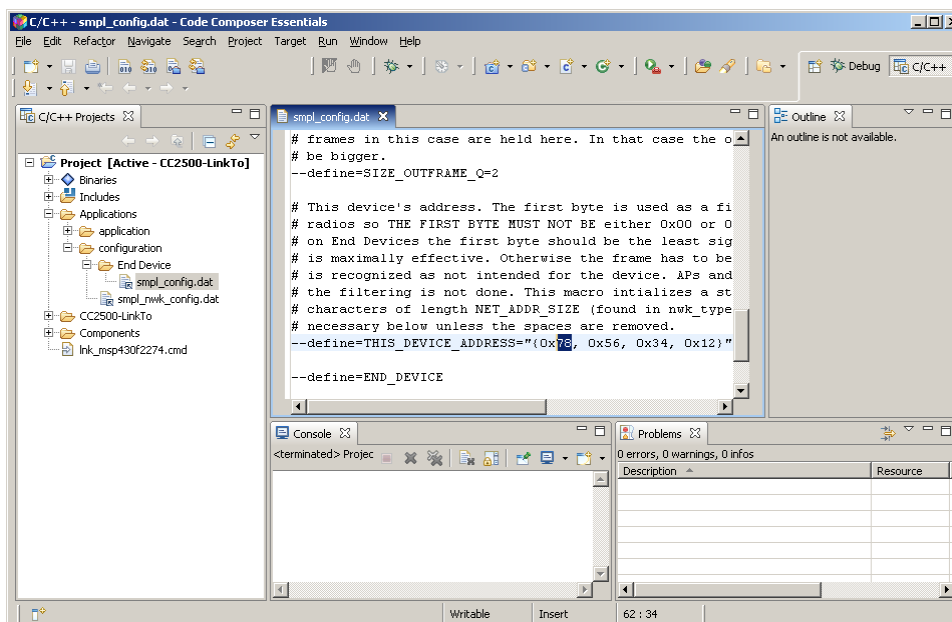 C/C++ - smpl_config.dat - Code Composer Essentials
File Edit Refactor Navigate Search Project Target Run Window Help
Debug C/C++
C/C++ Projects
Project [Active - CC2500-LinkTo]
Binaries
Includes
Applications
application
configuration
End Device
smpl_config.dat
smpl_nwk_config.dat
CC2500-LinkTo
Components
lnk_msp430f2274.cmd
smpl_config.dat
# frames in this case are held here. In that case the o
# be bigger.
--define=SIZE_OUTFRAME_Q=2
# This device's address. The first byte is used as a fi
# radios so THE FIRST BYTE MUST NOT BE either 0x00 or 0
# on End Devices the first byte should be the least sig
# is maximally effective. Otherwise the frame has to be
# is recognized as not intended for the device. APs and
# the filtering is not done. This macro intializes a st
# characters of length NET_ADDR_SIZE (found in nwk_type
# necessary below unless the spaces are removed.
--define=THIS_DEVICE_ADDRESS="{0x78, 0x56, 0x34, 0x12}"
--define=END_DEVICE
Outline
An outline is not available.
Console
<terminated> Projec
Problems
0 errors, 0 warnings, 0 infos
Description Resource
Writable Insert 62 : 34